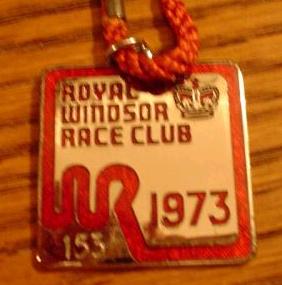 ROYAL
WINDSOR
RACE CLUB
WR
1973
153